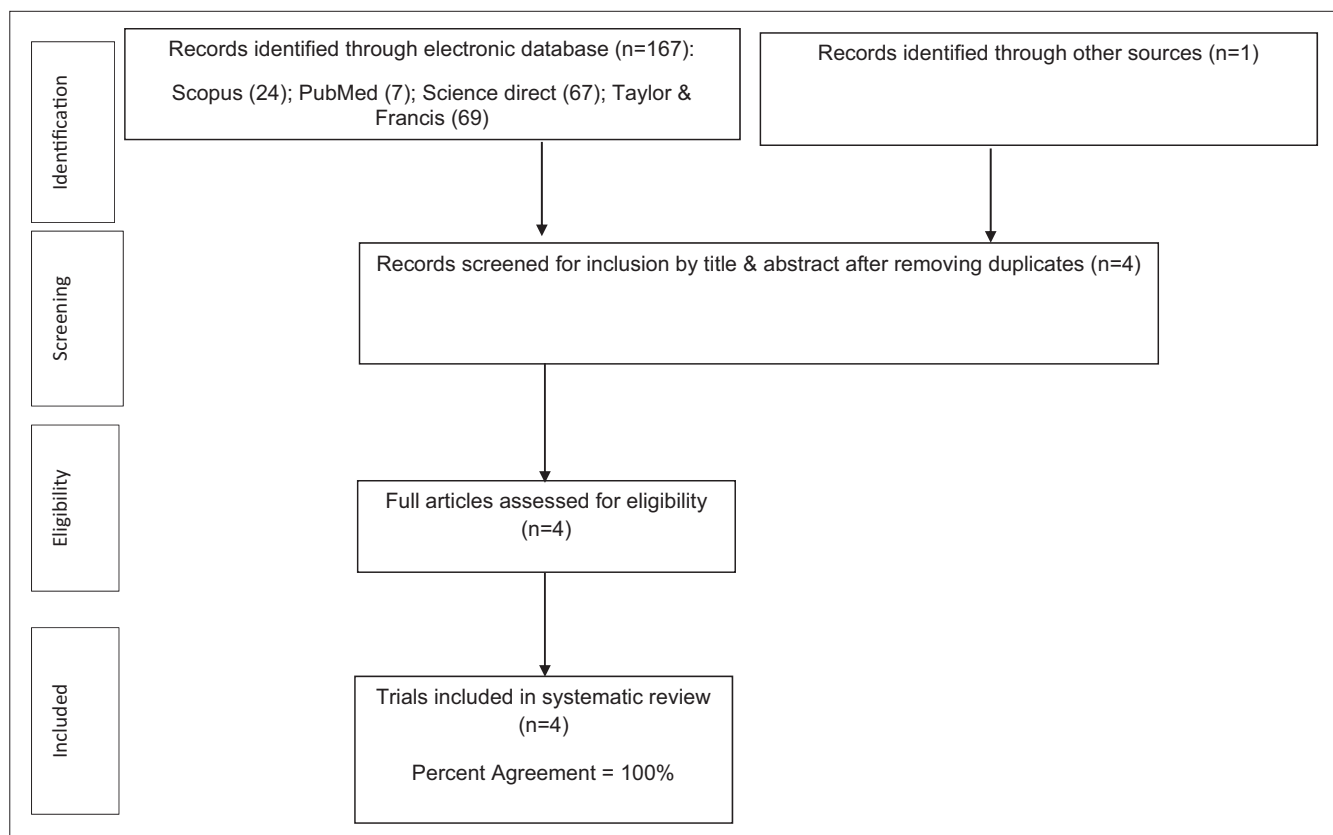 Identification
Records identified through electronic database (n=167):
Scopus (24); PubMed (7); Science direct (67); Taylor &
Francis (69)
Records identified through other sources (n=1)
Screening
Records screened for inclusion by title & abstract after removing duplicates (n=4)
Eligibility
Full articles assessed for eligibility
(n=4)
Included
Trials included in systematic review
(n=4)
Percent Agreement = 100%